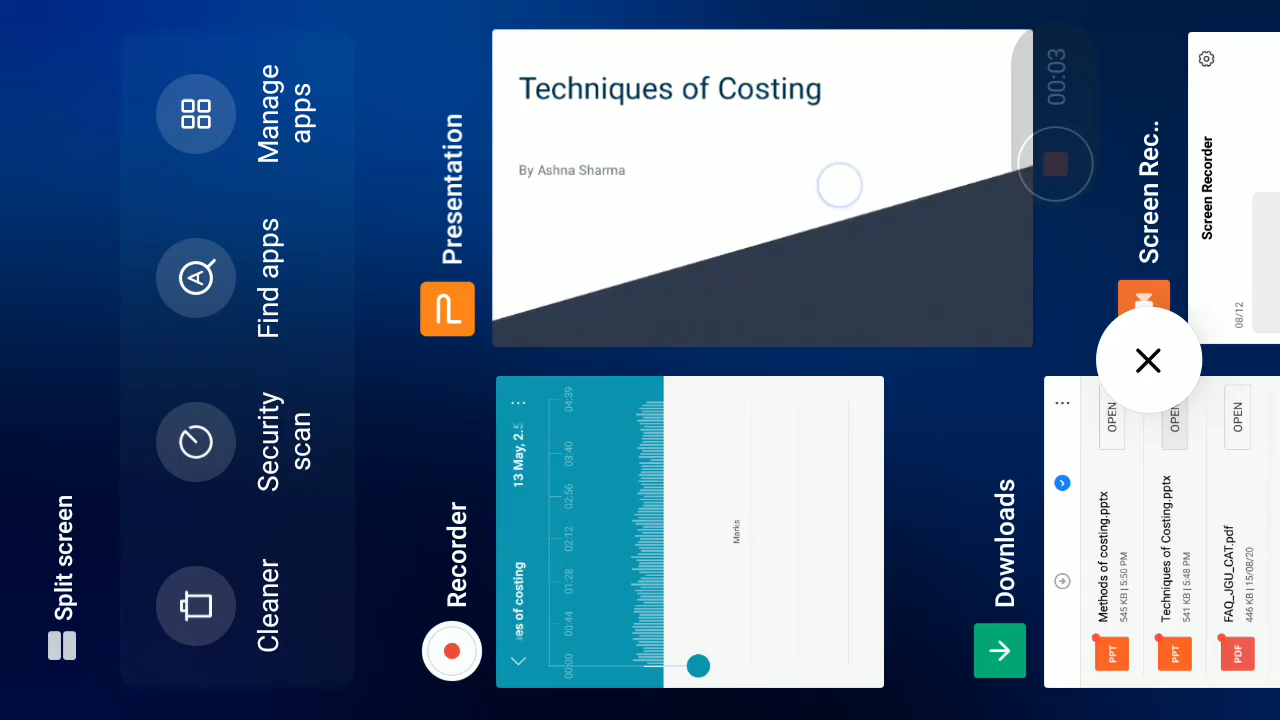 Split screen
Cleaner
Security
scan
Find apps
Manage
apps
Recorder
.es of costing
13 May, 2.5
00:00
00:44
01:28
02:12
02:56
03:40
04:39
Marks
Presentation
Techniques of Costing
By Ashna Sharma
00:03
Downloads
PPT
Methods of costing.pptx
545 KB | 5:50 PM
OPEN
PPT
Techniques of Costing.pptx
541 KB | 5:48 PM
OPEN
PDF
FAQ_JGU_CAT.pdf
446 KB | 15/08/20
OPEN
Screen Rec..
Screen Recorder
08/12